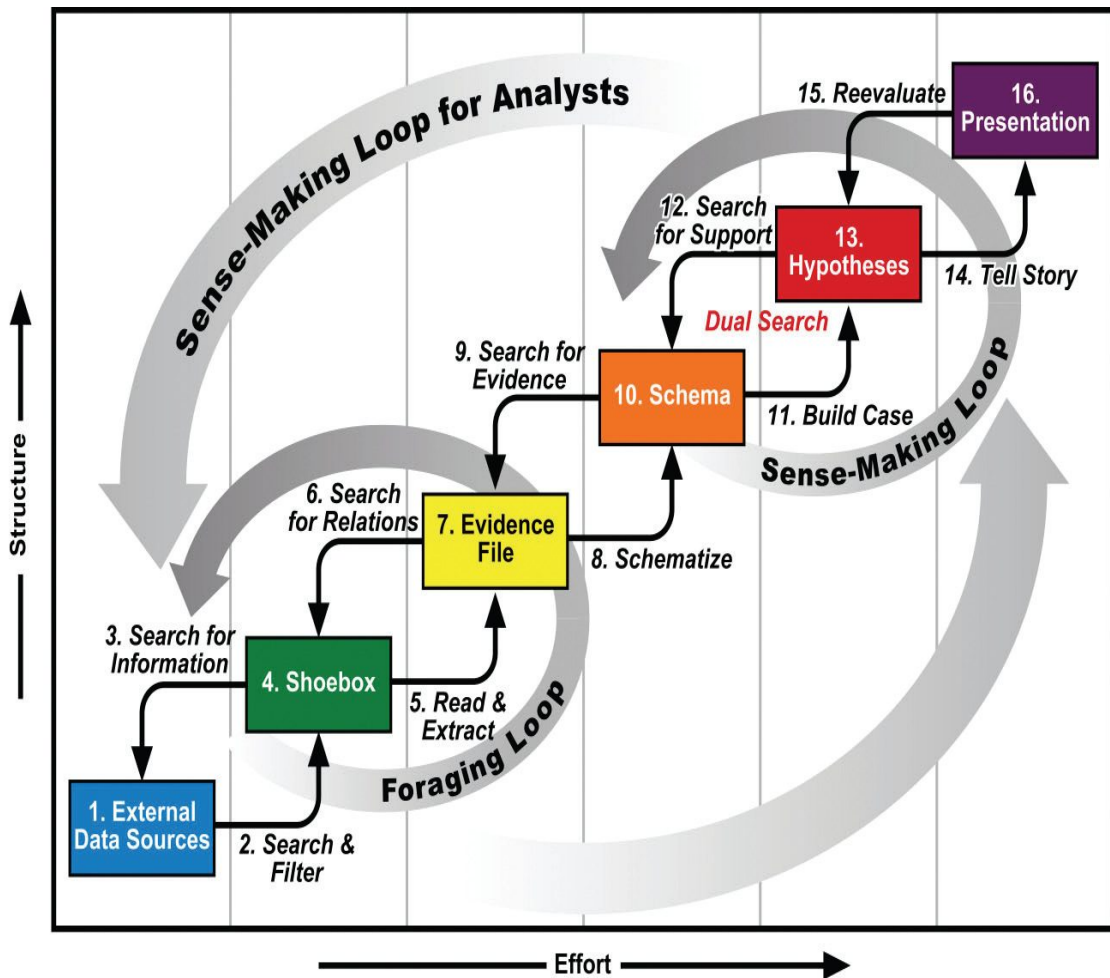 Sense-Making Loop for Analysts
15. Reevaluate
16.
Presentation
12. Search
for Support
13.
Hypotheses
14. Tell Story
Dual Search
9. Search for
Evidence
10. Schema
11. Build Case
Sense-Making Loop
6. Search
for Relations
7. Evidence
File
8. Schematize
3. Search for
Information
4. Shoebox
5. Read &
Extract
Foraging Loop
1. External
Data Sources
2. Search &
Filter
Structure
Effort